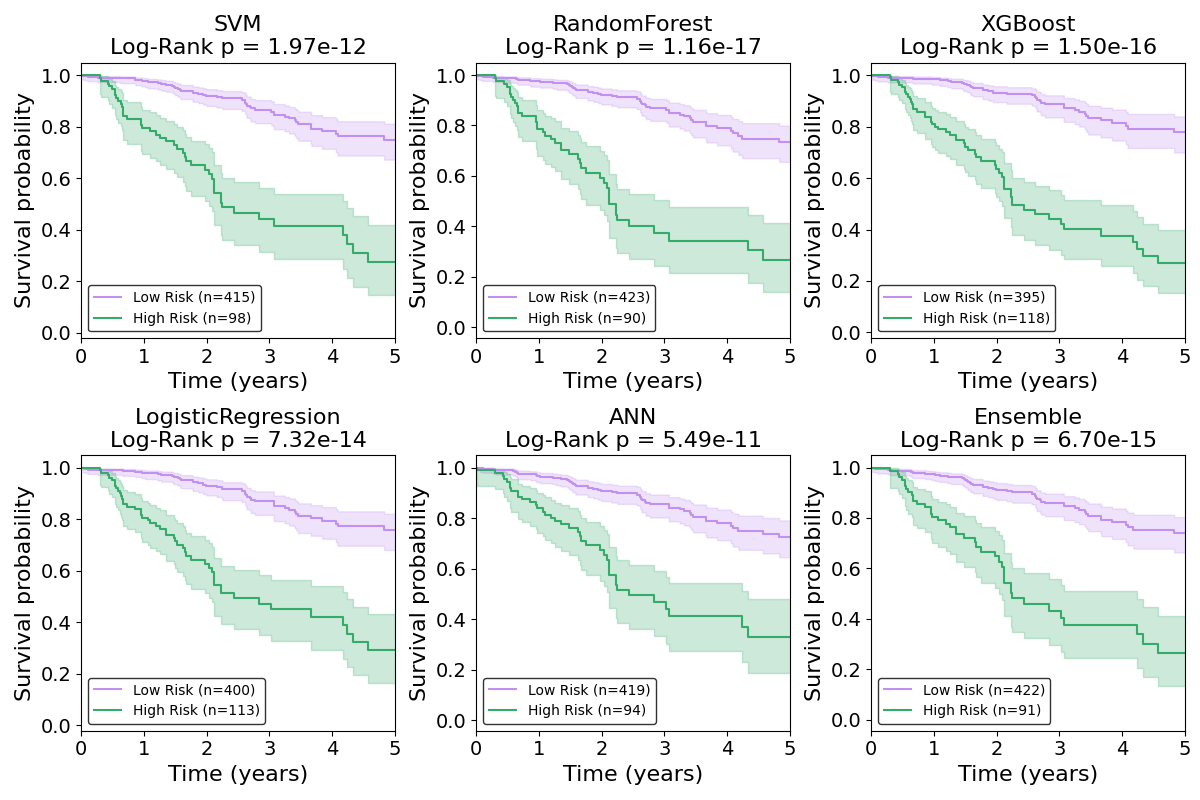 SVM
Log-Rank p = 1.97e-12
Survival probability
1.0
0.8
0.6
0.4
0.2
0.0
Low Risk (n=415)
High Risk (n=98)
0 1 2 3 4 5
Time (years)
RandomForest
Log-Rank p = 1.16e-17
Survival probability
1.0
0.8
0.6
0.4
0.2
0.0
Low Risk (n=423)
High Risk (n=90)
0 1 2 3 4 5
Time (years)
XGBoost
Log-Rank p = 1.50e-16
Survival probability
1.0
0.8
0.6
0.4
0.2
0.0
Low Risk (n=395)
High Risk (n=118)
0 1 2 3 4 5
Time (years)
LogisticRegression
Log-Rank p = 7.32e-14
Survival probability
1.0
0.8
0.6
0.4
0.2
0.0
Low Risk (n=400)
High Risk (n=113)
0 1 2 3 4 5
Time (years)
ANN
Log-Rank p = 5.49e-11
Survival probability
1.0
0.8
0.6
0.4
0.2
0.0
Low Risk (n=419)
High Risk (n=94)
0 1 2 3 4 5
Time (years)
Ensemble
Log-Rank p = 6.70e-15
Survival probability
1.0
0.8
0.6
0.4
0.2
0.0
Low Risk (n=422)
High Risk (n=91)
0 1 2 3 4 5
Time (years)